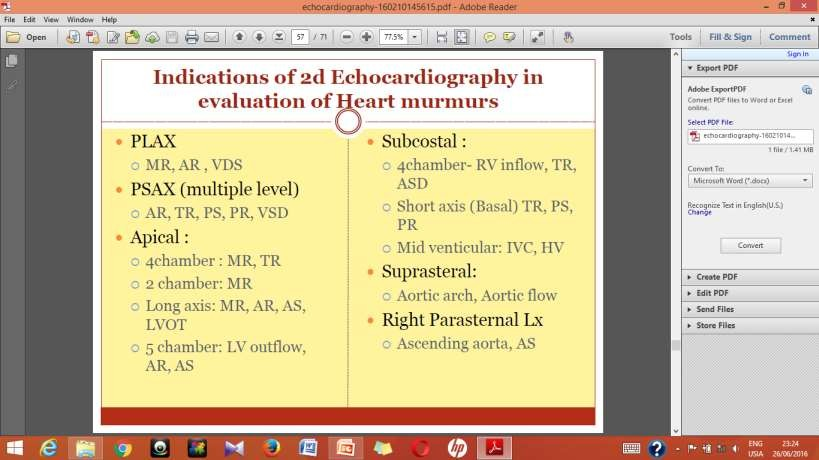 echocardiography-160210145615.pdf - Adobe Reader
File Edit View Window Help
Open
57 / 71
77.5%
Tools Fill & Sign Comment
Sign In
Indications of 2d Echocardiography in
evaluation of Heart murmurs
PLAX
MR, AR , VDS
PSAX (multiple level)
AR, TR, PS, PR, VSD
Apical :
4chamber : MR, TR
2 chamber: MR
Long axis: MR, AR, AS,
LVOT
5 chamber: LV outflow,
AR, AS
Subcostal :
4chamber- RV inflow, TR,
ASD
Short axis (Basal) TR, PS,
PR
Mid venticular: IVC, HV
Suprasteral:
Aortic arch, Aortic flow
Right Parasternal Lx
Ascending aorta, AS
Export PDF
Adobe ExportPDF
Convert PDF files to Word or Excel
online.
Select PDF File:
echocardiography-16021014...
1 file / 1.41 MB
Convert To:
Microsoft Word (*.docx)
Recognize Text in English(U.S.)
Change
Convert
Create PDF
Edit PDF
Send Files
Store Files
hp
ENG
USIA
23:24
26/06/2016